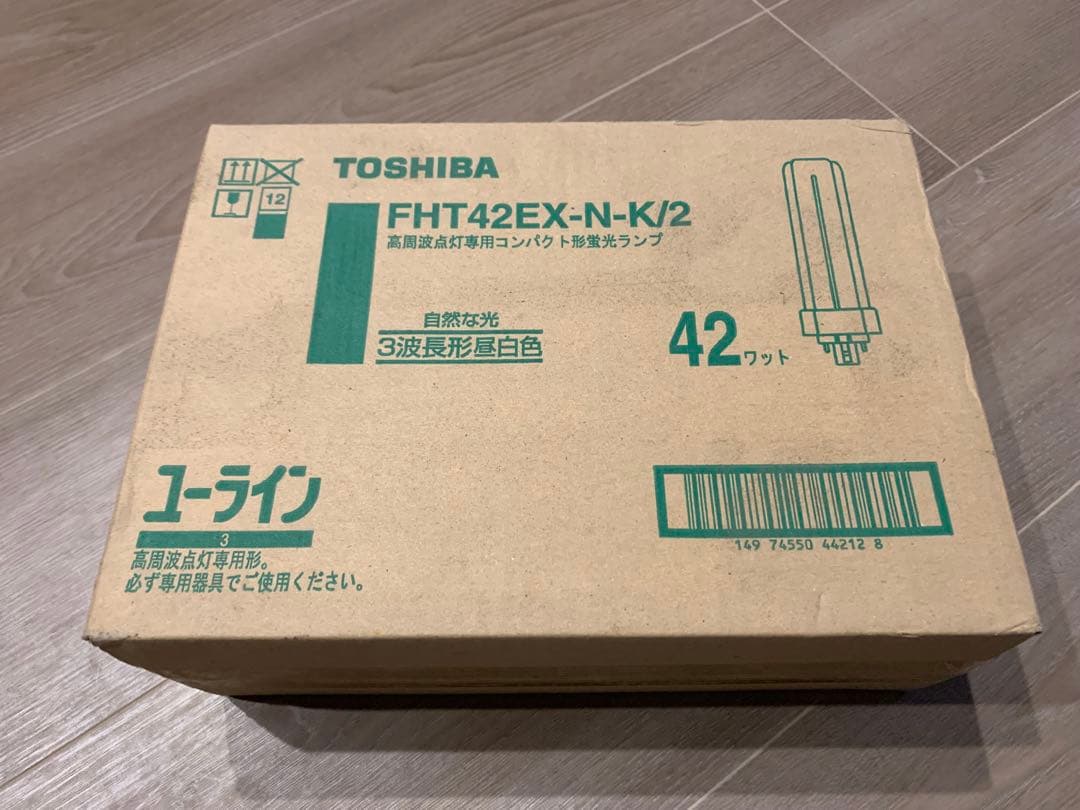 TOSHIBA
12
FHT42EX-N-K/2
高周波点灯専用コンパクト形蛍光ランプ
自然な光
3波長形昼白色
42ワット
ユーライン
3
高周波点灯専用形。
必ず専用器具でご使用ください。
149 74550 44212 8